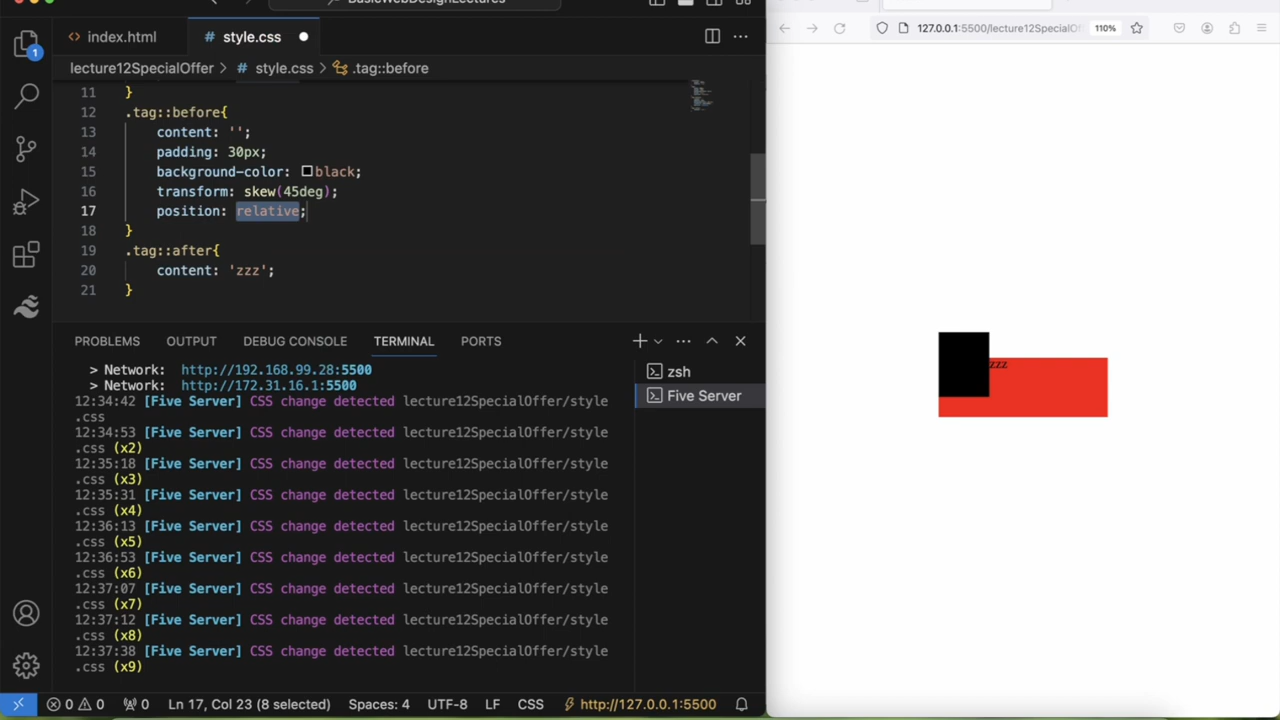 BasicWebDesignLectures
index.html
# style.css
lecture12SpecialOffer > # style.css > .tag::before
11 }
12 .tag::before{
13 content: '';
14 padding: 30px;
15 background-color: black;
16 transform: skew(45deg);
17 position: relative;
18 }
19 .tag::after{
20 content: 'zzz';
21 }
1
PROBLEMS OUTPUT DEBUG CONSOLE TERMINAL PORTS
> Network: http://192.168.99.28:5500
> Network: http://172.31.16.1:5500
12:34:42 [Five Server] CSS change detected lecture12SpecialOffer/style
.css
12:34:53 [Five Server] CSS change detected lecture12SpecialOffer/style
.css (x2)
12:35:18 [Five Server] CSS change detected lecture12SpecialOffer/style
.css (x3)
12:35:31 [Five Server] CSS change detected lecture12SpecialOffer/style
.css (x4)
12:36:13 [Five Server] CSS change detected lecture12SpecialOffer/style
.css (x5)
12:36:53 [Five Server] CSS change detected lecture12SpecialOffer/style
.css (x6)
12:37:07 [Five Server] CSS change detected lecture12SpecialOffer/style
.css (x7)
12:37:12 [Five Server] CSS change detected lecture12SpecialOffer/style
.css (x8)
12:37:38 [Five Server] CSS change detected lecture12SpecialOffer/style
.css (x9)
zsh
Five Server
0 0 0 Ln 17, Col 23 (8 selected) Spaces: 4 UTF-8 LF CSS http://127.0.0.1:5500
127.0.0.1:5500/lecture12SpecialOf 110%
zzz